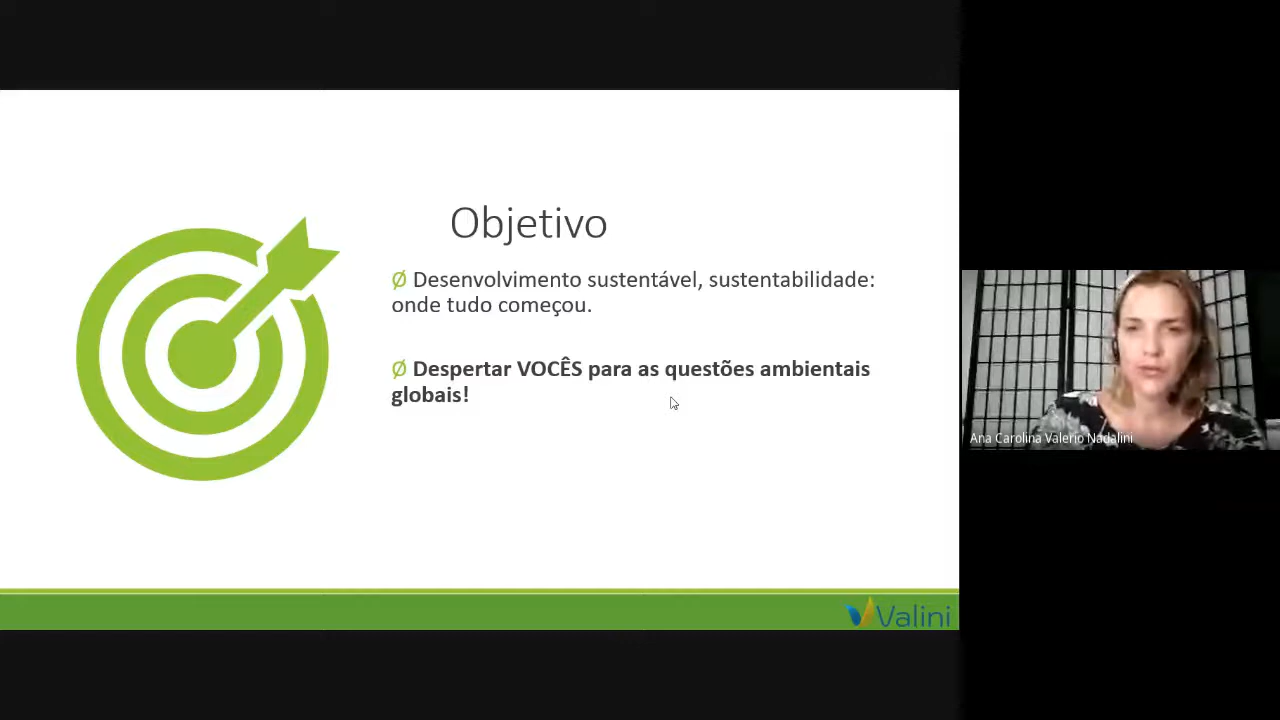 Objetivo
Ø Desenvolvimento sustentável, sustentabilidade:
onde tudo começou.
Ø Despertar VOCÊS para as questões ambientais
globais!
Valini
Ana Carolina Valerio Nadalini